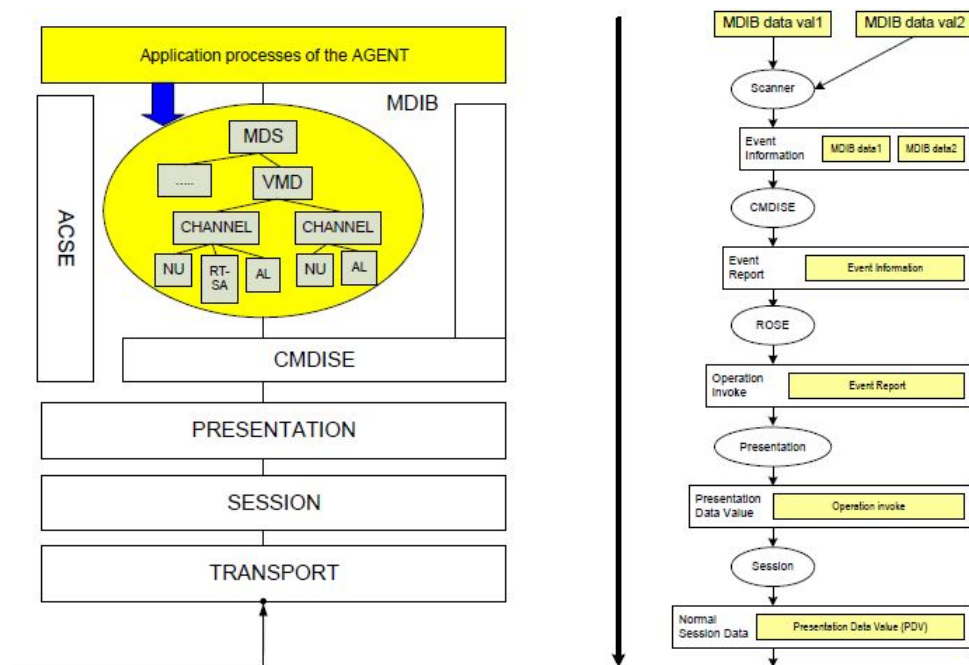 Application processes of the AGENT
MDIB
ACSE
MDS
.....
VMD
CHANNEL
CHANNEL
NU
RT-
SA
AL
NU
AL
CMDISE
PRESENTATION
SESSION
TRANSPORT
MDIB data val1
MDIB data val2
Scanner
Event
Information
MDIB data1
MDIB data2
CMDISE
Event
Report
Event Information
ROSE
Operation
Invoke
Event Report
Presentation
Presentation
Data Value
Operation invoke
Session
Normal
Session Data
Presentation Data Value (PDV)